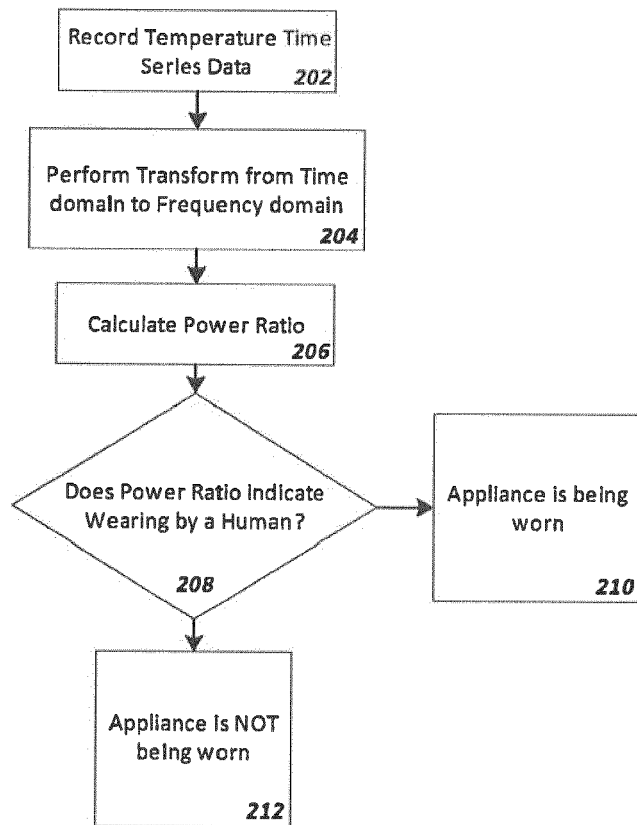 Record Temperature Time
Series Data
202
Perform Transform from Time
domain to Frequency domain
204
Calculate Power Ratio
206
Does Power Ratio indicate
Wearing by a Human?
208
Appliance is being
worn
210
Appliance is NOT
being worn
212